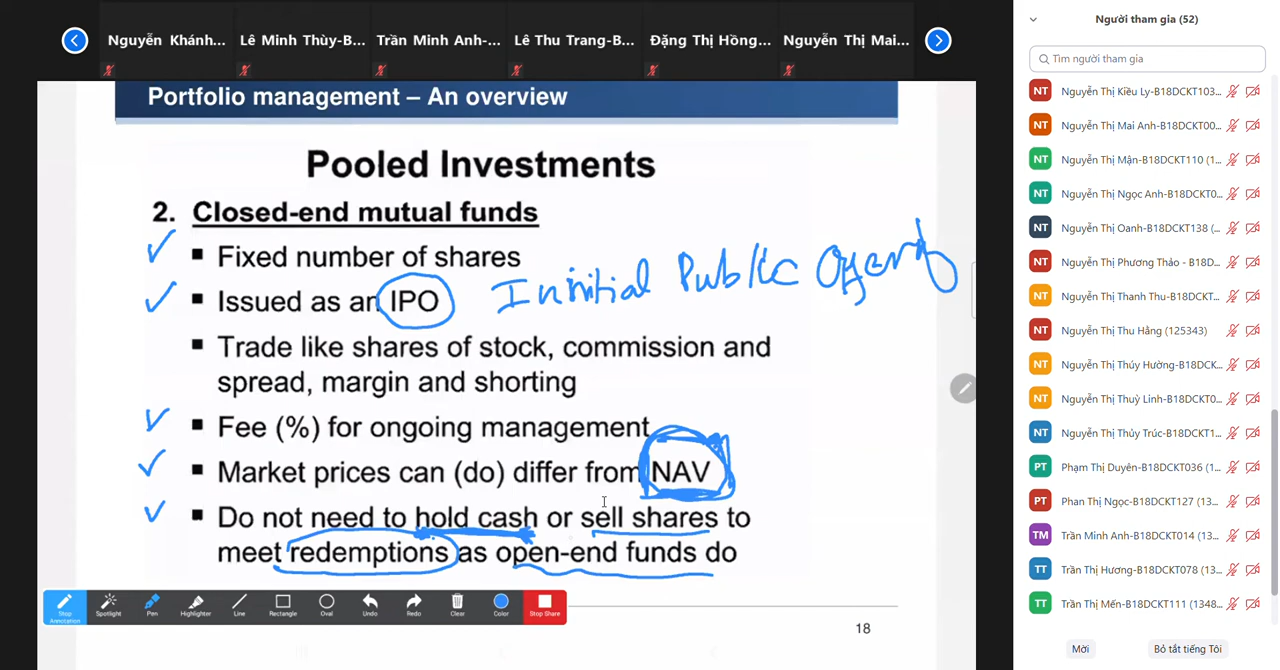 Nguyễn Khánh...
Lê Minh Thùy-B...
Trần Minh Anh-...
Lê Thu Trang-B...
Đặng Thị Hồng...
Nguyễn Thị Mai...
Portfolio management – An overview
Pooled Investments
2. Closed-end mutual funds
▪ Fixed number of shares
▪ Issued as an IPO
Ininitial Public
▪ Trade like shares of stock, commission and
spread, margin and shorting
▪ Fee (%) for ongoing management
▪ Market prices can (do) differ from NAV
▪ Do not need to hold cash or sell shares to
meet redemptions as open-end funds do
Stop Annotation
Spotlight
Pen
Highlighter
Line
Rectangle
Oval
Undo
Redo
Clear
Color
Stop Share
18
Người tham gia (52)
Tìm người tham gia
NT Nguyễn Thị Kiều Ly-B18DCKT103...
NT Nguyễn Thị Mai Anh-B18DCKT00...
NT Nguyễn Thị Mận-B18DCKT110 (1...
NT Nguyễn Thị Ngọc Anh-B18DCKT0...
NT Nguyễn Thị Oanh-B18DCKT138 (...
NT Nguyễn Thị Phương Thảo - B18D...
NT Nguyễn Thị Thanh Thu-B18DCKT...
NT Nguyễn Thị Thu Hằng (125343)
NT Nguyễn Thị Thúy Hường-B18DCK...
NT Nguyễn Thị Thuỳ Linh-B18DCKT0...
NT Nguyễn Thị Thủy Trúc-B18DCKT1...
PT Phạm Thị Duyên-B18DCKT036 (1...
PT Phan Thị Ngọc-B18DCKT127 (13...
TM Trần Minh Anh-B18DCKT014 (13...
TT Trần Thị Hương-B18DCKT078 (13...
TT Trần Thị Mến-B18DCKT111 (1348...
Mời
Bỏ tắt tiếng Tôi